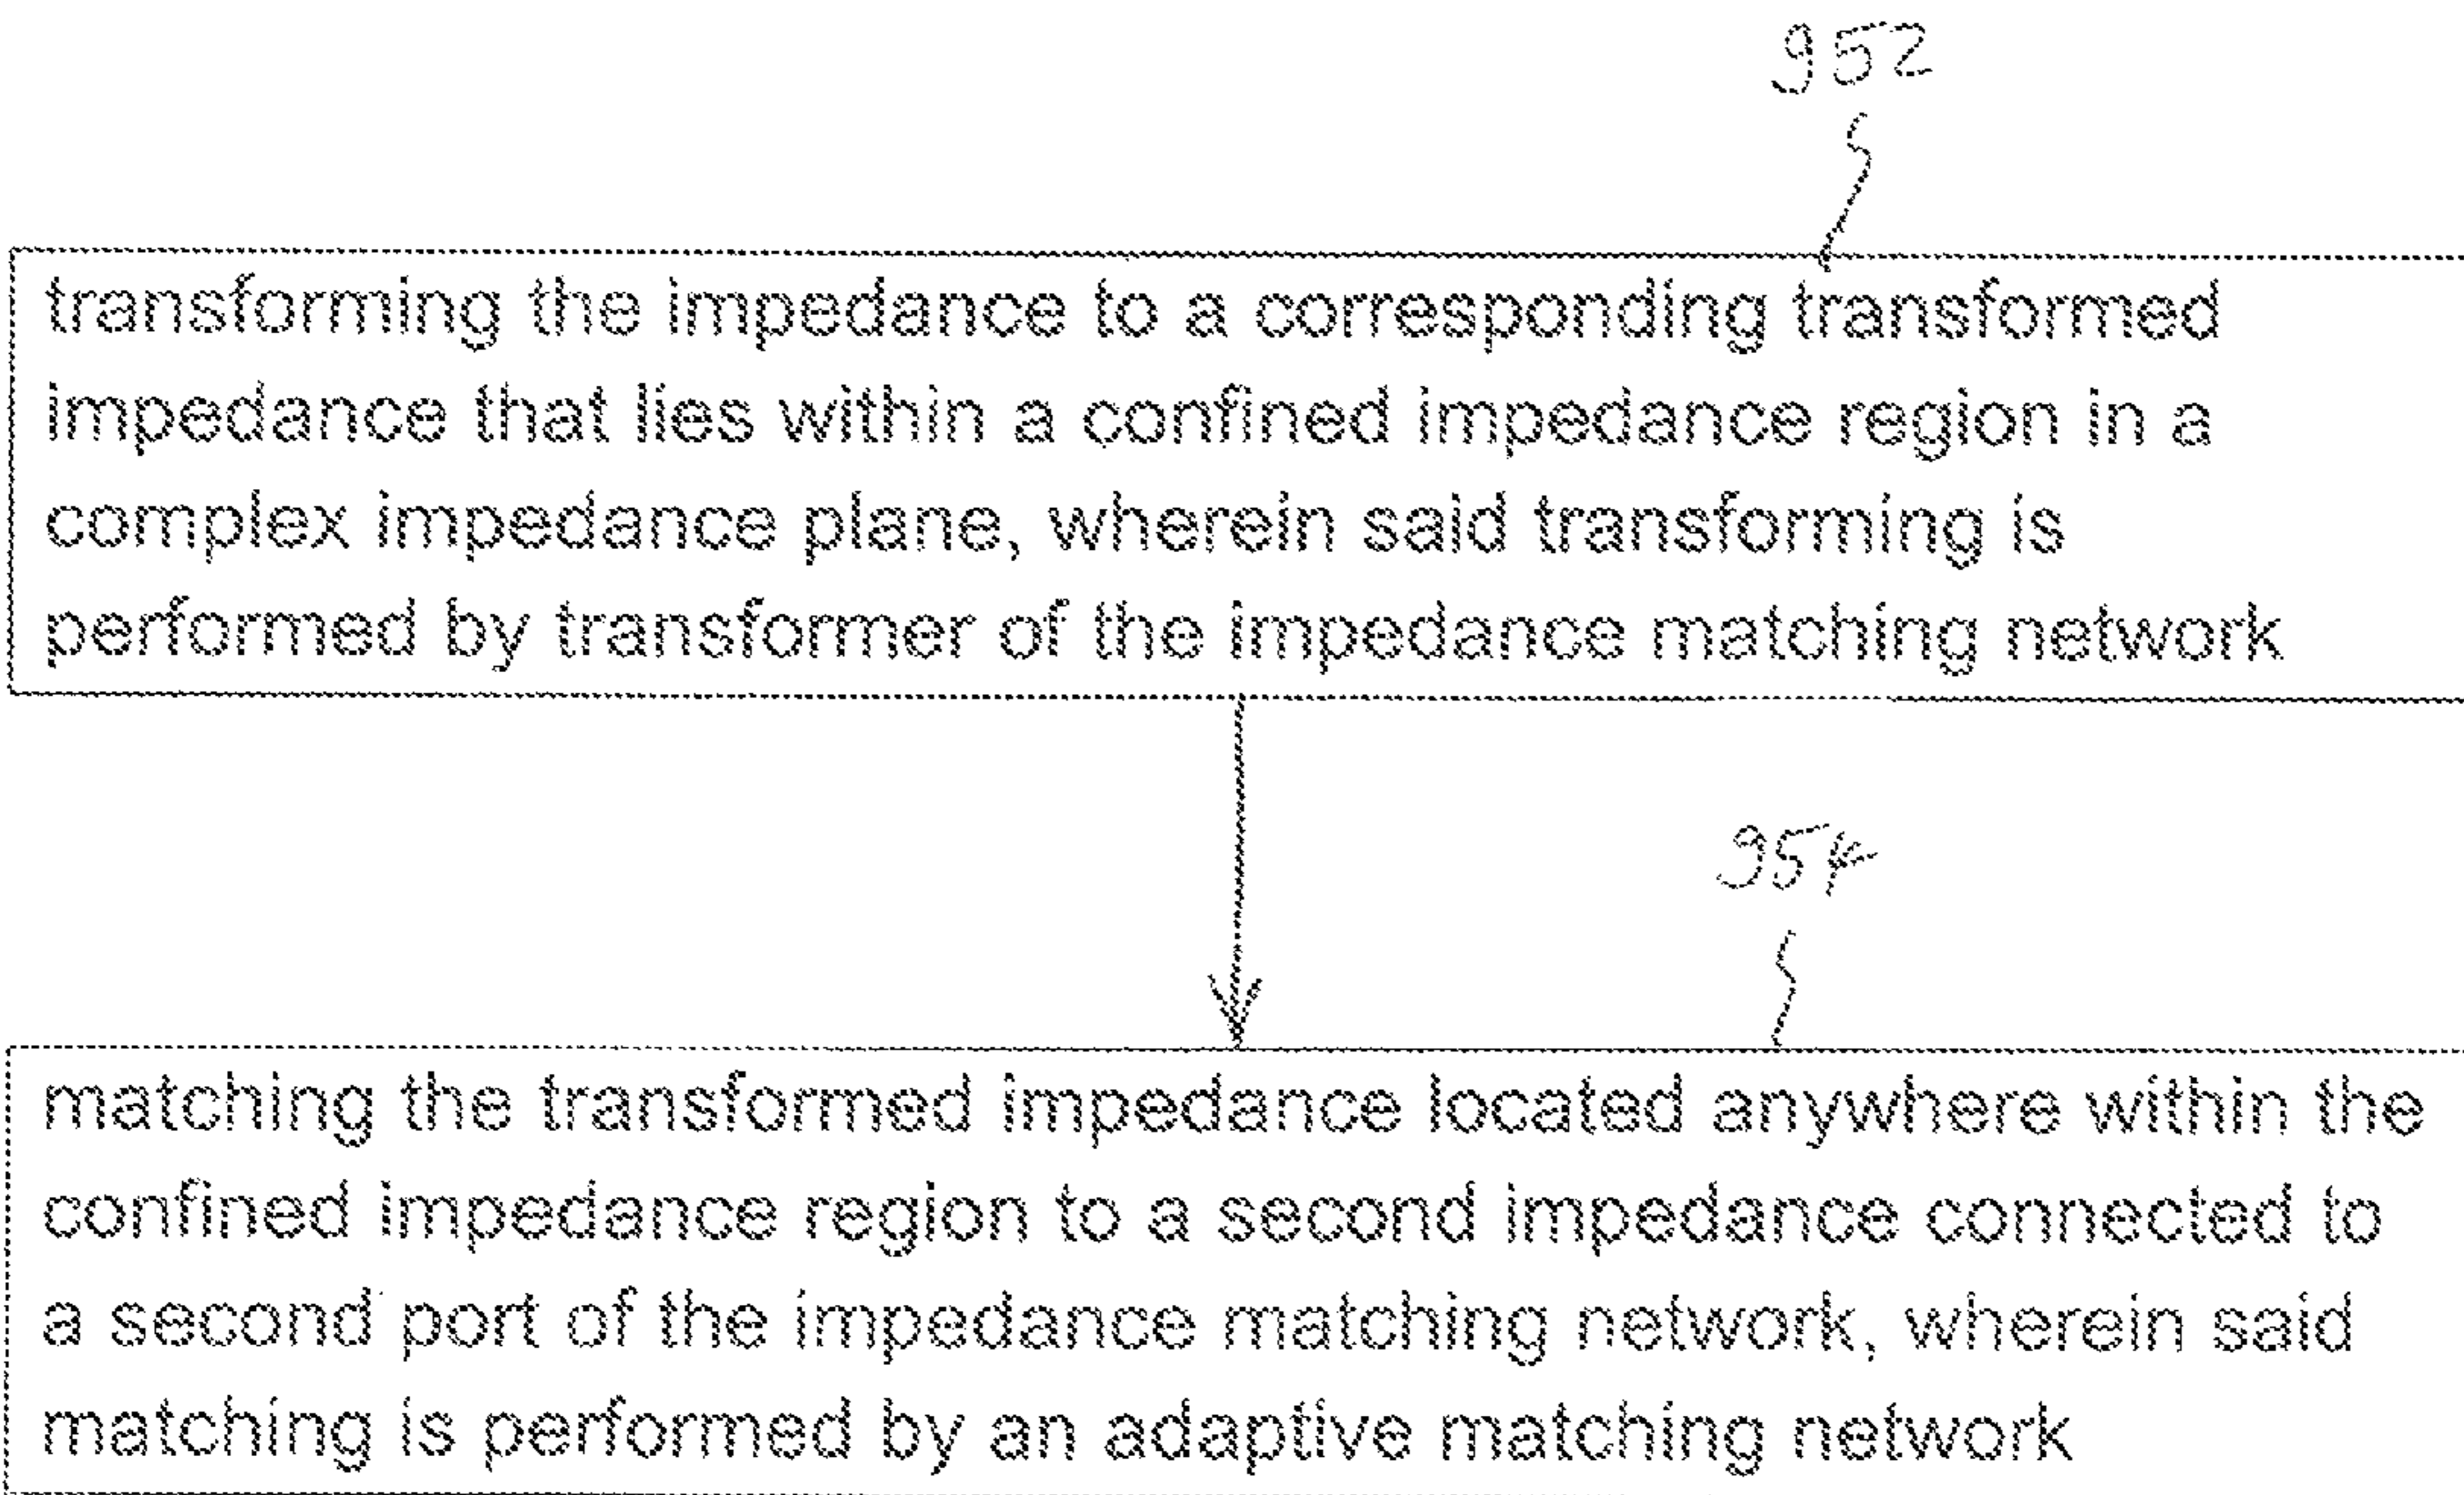 952
transforming the impedance to a corresponding transformed
impedance that lies within a confined impedance region in a
complex impedance plane, wherein said transforming is
performed by transformer of the impedance matching network
954
matching the transformed impedance located anywhere within the
confined impedance region to a second impedance connected to
a second port of the impedance matching network, wherein said
matching is performed by an adaptive matching network